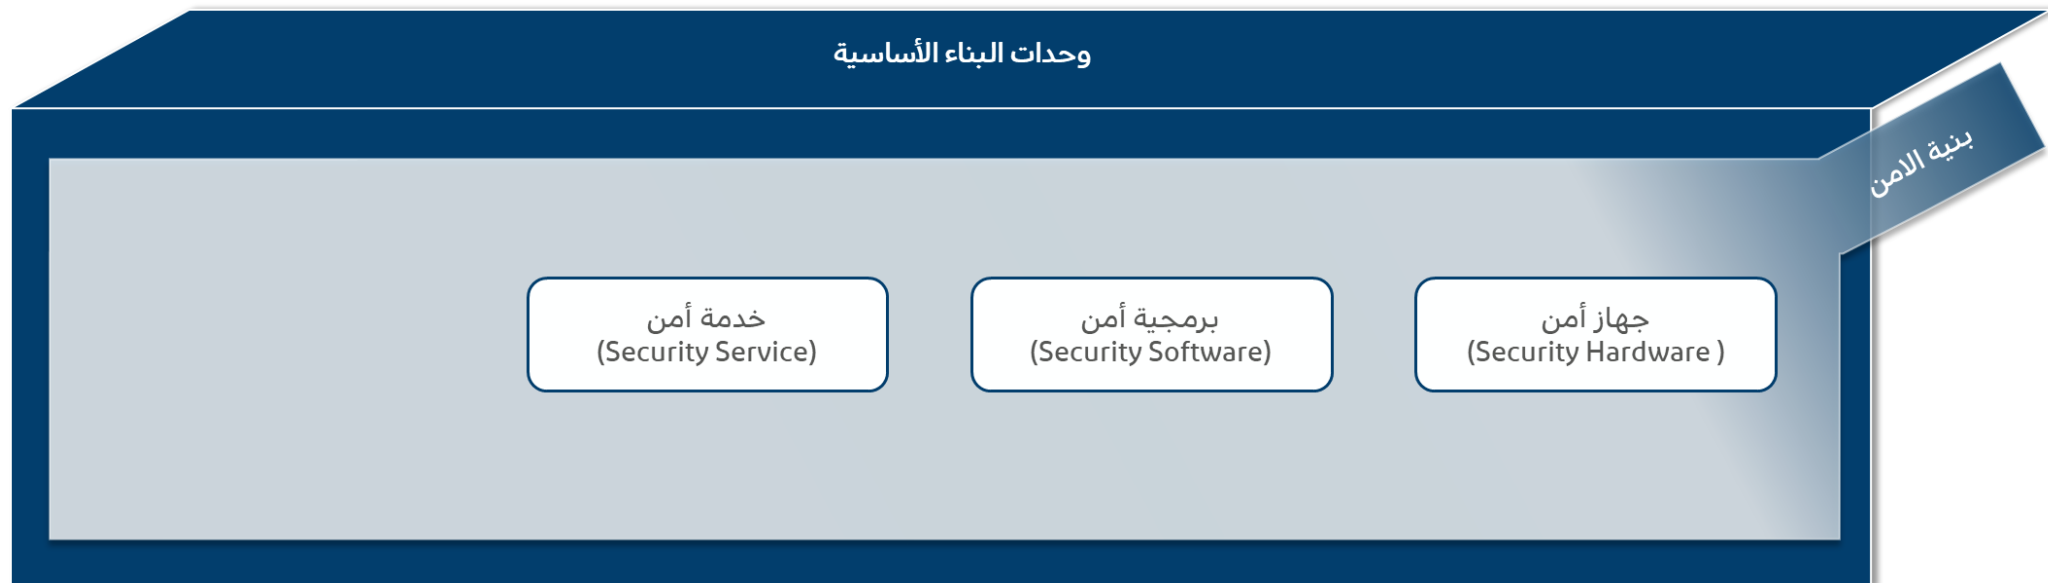 وحدات البناء الأساسية
بنية الامن
جهاز أمن
(Security Hardware )
برمجية أمن
(Security Software)
خدمة أمن
(Security Service)